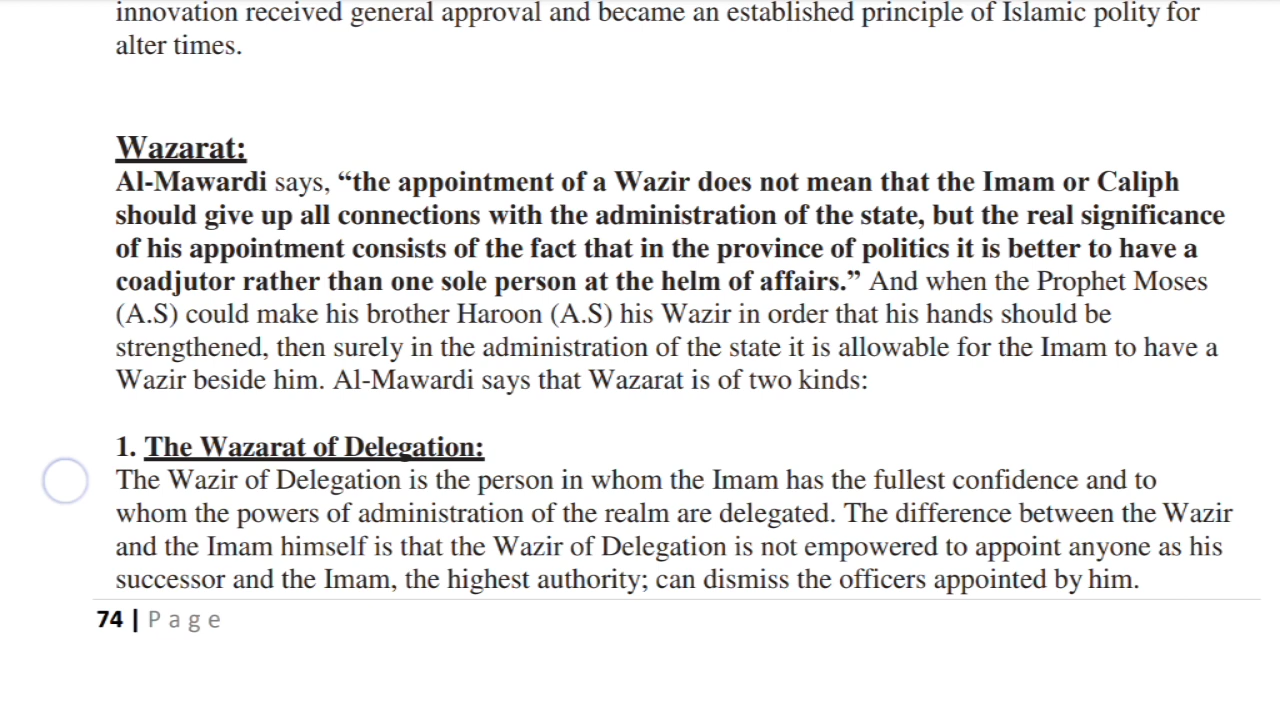 innovation received general approval and became an established principle of Islamic polity for
alter times.
Wazarat:
Al-Mawardi says, “the appointment of a Wazir does not mean that the Imam or Caliph
should give up all connections with the administration of the state, but the real significance
of his appointment consists of the fact that in the province of politics it is better to have a
coadjutor rather than one sole person at the helm of affairs.” And when the Prophet Moses
(A.S) could make his brother Haroon (A.S) his Wazir in order that his hands should be
strengthened, then surely in the administration of the state it is allowable for the Imam to have a
Wazir beside him. Al-Mawardi says that Wazarat is of two kinds:
1. The Wazarat of Delegation:
The Wazir of Delegation is the person in whom the Imam has the fullest confidence and to
whom the powers of administration of the realm are delegated. The difference between the Wazir
and the Imam himself is that the Wazir of Delegation is not empowered to appoint anyone as his
successor and the Imam, the highest authority; can dismiss the officers appointed by him.
74 | P a g e